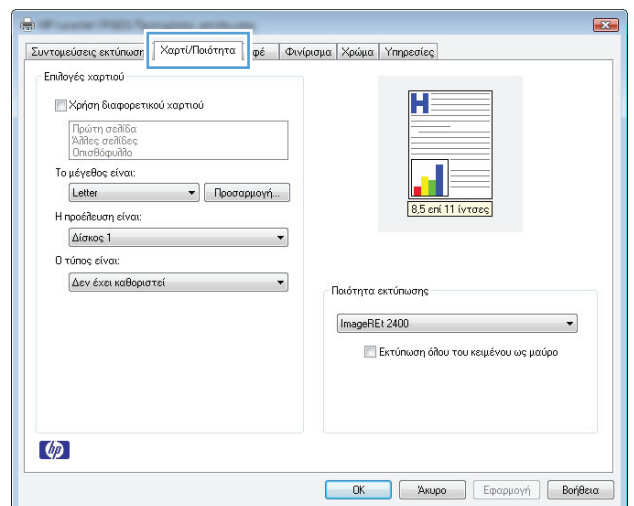 Συντομεύσεις εκτύπωση Χαρτί/Ποιότητα φέ Φινίρισμα Χρώμα Υπηρεσίες
Επιλογές χαρτιού
Χρήση διαφορετικού χαρτιού
Πρώτη σελίδα
Άλλες σελίδες
Οπισθόφυλλο
Το μέγεθος είναι:
Letter Προσαρμογή...
Η προέλευση είναι:
Δίσκος 1
Ο τύπος είναι:
Δεν έχει καθοριστεί
H
8,5 επί 11 ίντσες
Ποιότητα εκτύπωσης
ImageREt 2400
Εκτύπωση όλου του κειμένου ως μαύρο
hp
OK Άκυρο Εφαρμογή Βοήθεια